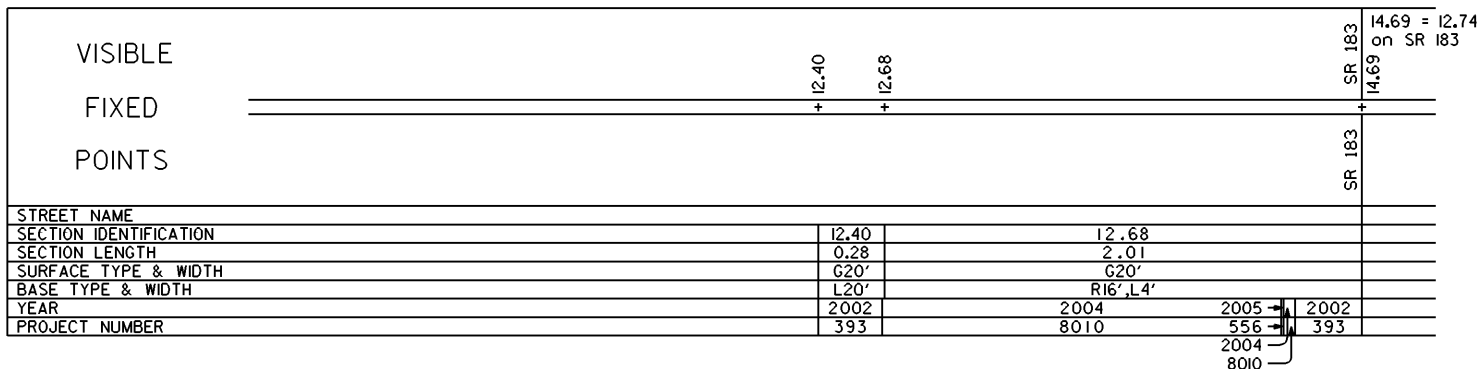 14.69 = 12.74
on SR 183
VISIBLE
FIXED
POINTS
12.40
12.68
SR 183
14.69
SR 183
STREET NAME
SECTION IDENTIFICATION 12.40 12.68
SECTION LENGTH 0.28 2.01
SURFACE TYPE & WIDTH G20' G20'
BASE TYPE & WIDTH L20' R16',L4'
YEAR 2002 2004 2005 2002
PROJECT NUMBER 393 8010 556 393
2004
8010